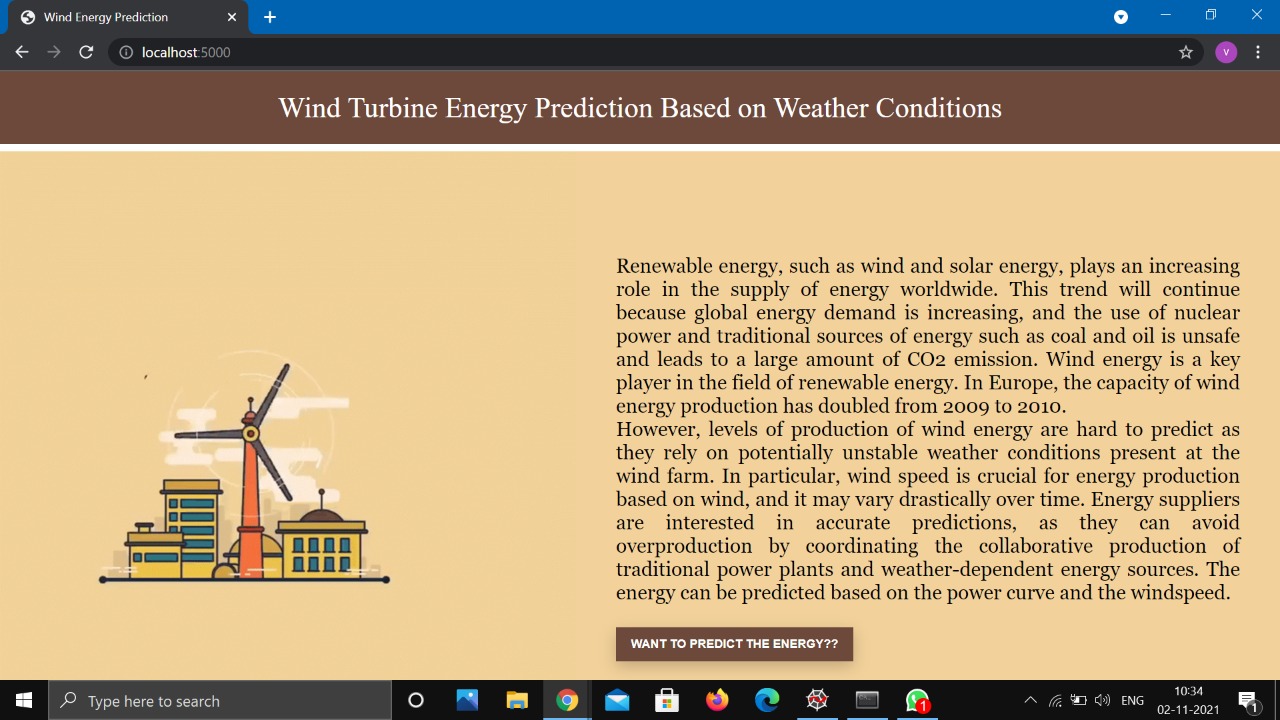 Wind Energy Prediction
localhost:5000
V
Wind Turbine Energy Prediction Based on Weather Conditions
Renewable energy, such as wind and solar energy, plays an increasing
role in the supply of energy worldwide. This trend will continue
because global energy demand is increasing, and the use of nuclear
power and traditional sources of energy such as coal and oil is unsafe
and leads to a large amount of CO2 emission. Wind energy is a key
player in the field of renewable energy. In Europe, the capacity of wind
energy production has doubled from 2009 to 2010.
However, levels of production of wind energy are hard to predict as
they rely on potentially unstable weather conditions present at the
wind farm. In particular, wind speed is crucial for energy production
based on wind, and it may vary drastically over time. Energy suppliers
are interested in accurate predictions, as they can avoid
overproduction by coordinating the collaborative production of
traditional power plants and weather-dependent energy sources. The
energy can be predicted based on the power curve and the windspeed.
WANT TO PREDICT THE ENERGY??
Type here to search
1
ENG
10:34
02-11-2021
1